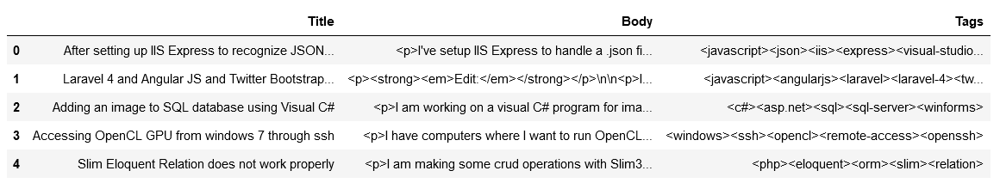 Title Body Tags
0 After setting up IIS Express to recognize JSON... <p>I've setup IIS Express to handle a .json fi... <javascript><json><iis><express><visual-studio...
1 Laravel 4 and Angular JS and Twitter Bootstrap... <p><strong><em>Edit:</em></strong></p>\n\n<p>I... <javascript><angularjs><laravel><laravel-4><tw...
2 Adding an image to SQL database using Visual C# <p>I am working on a visual C# program for ima... <c#><asp.net><sql><sql-server><winforms>
3 Accessing OpenCL GPU from windows 7 through ssh <p>I have computers where I want to run OpenCL... <windows><ssh><opencl><remote-access><openssh>
4 Slim Eloquent Relation does not work properly <p>I am making some crud operations with Slim3... <php><eloquent><orm><slim><relation>